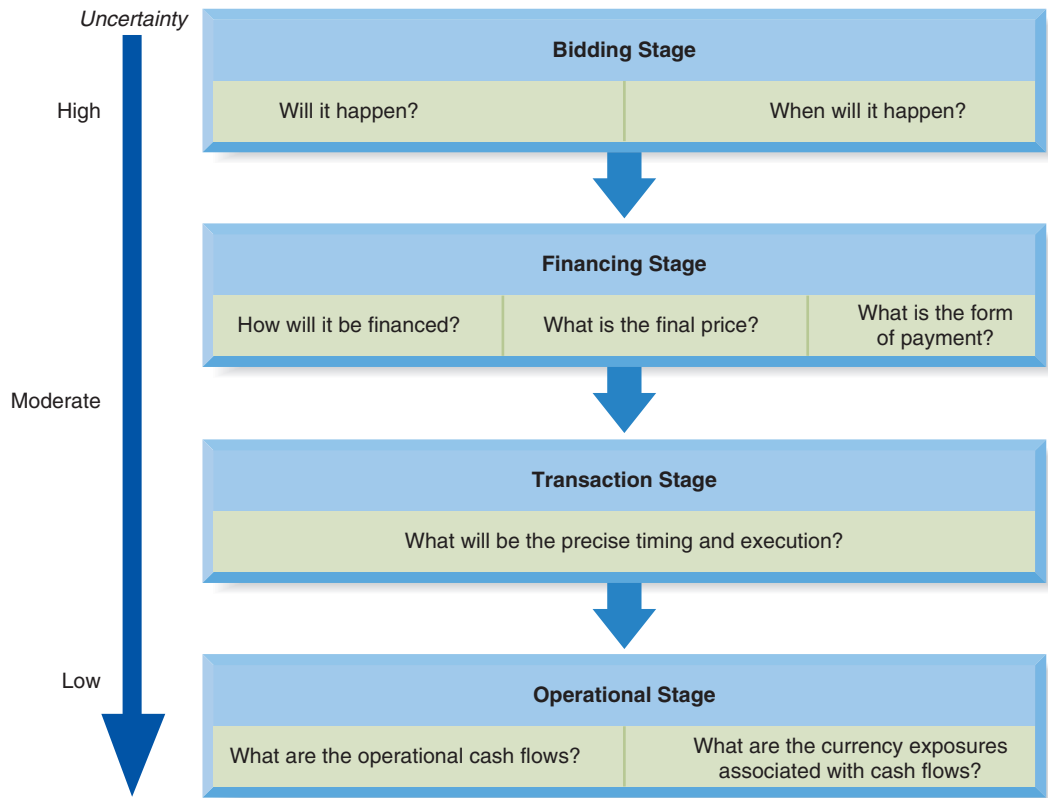 Uncertainty
Bidding Stage
High
Will it happen?
When will it happen?
Financing Stage
How will it be financed?
What is the final price?
What is the form
of payment?
Moderate
Transaction Stage
What will be the precise timing and execution?
Low
Operational Stage
What are the operational cash flows?
What are the currency exposures
associated with cash flows?